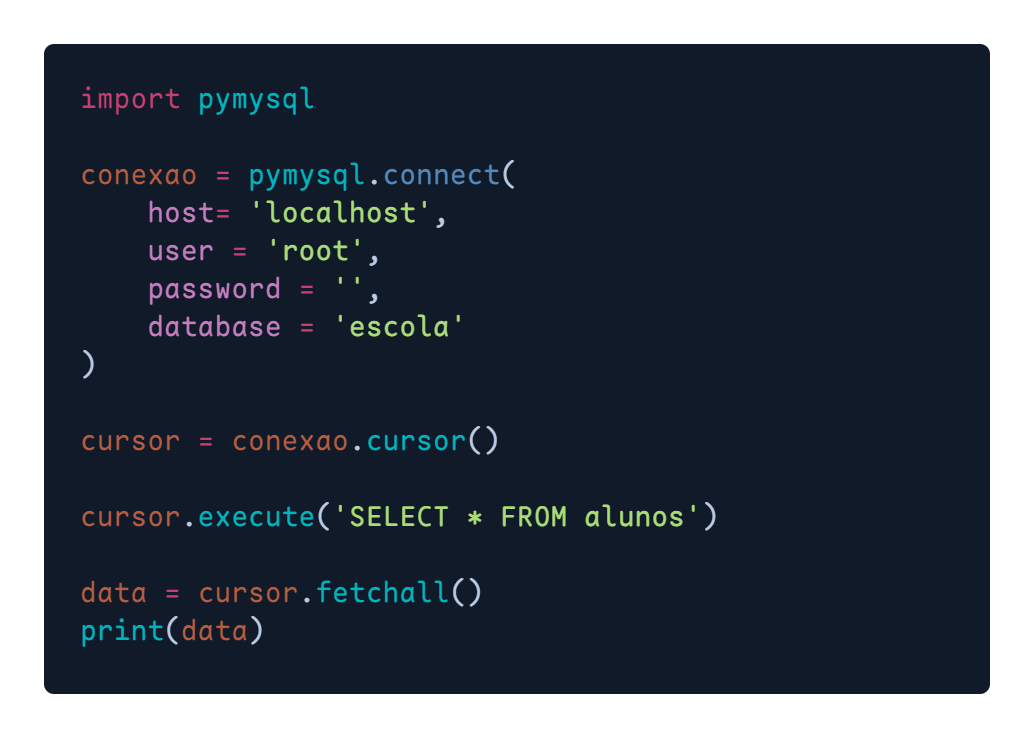 import pymysql

conexao = pymysql.connect(
    host= 'localhost',
    user = 'root',
    password = '',
    database = 'escola'
)

cursor = conexao.cursor()

cursor.execute('SELECT * FROM alunos')

data = cursor.fetchall()
print(data)